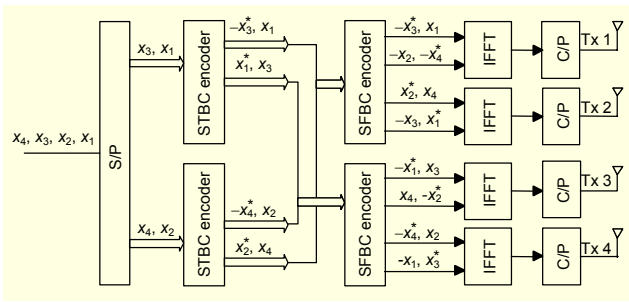 x4, x3, x2, x1
S/P
x3, x1
x4, x2
STBC encoder
−x3*, x1
x1*, x3
STBC encoder
−x4*, x2
x2*, x4
SFBC encoder
−x3*, x1
−x2, −x4*
x2*, x4
−x3, x1*
SFBC encoder
−x1*, x3
x4, -x2*
−x4*, x2
-x1, x3*
IFFT
C/P
Tx 1
IFFT
C/P
Tx 2
IFFT
C/P
Tx 3
IFFT
C/P
Tx 4